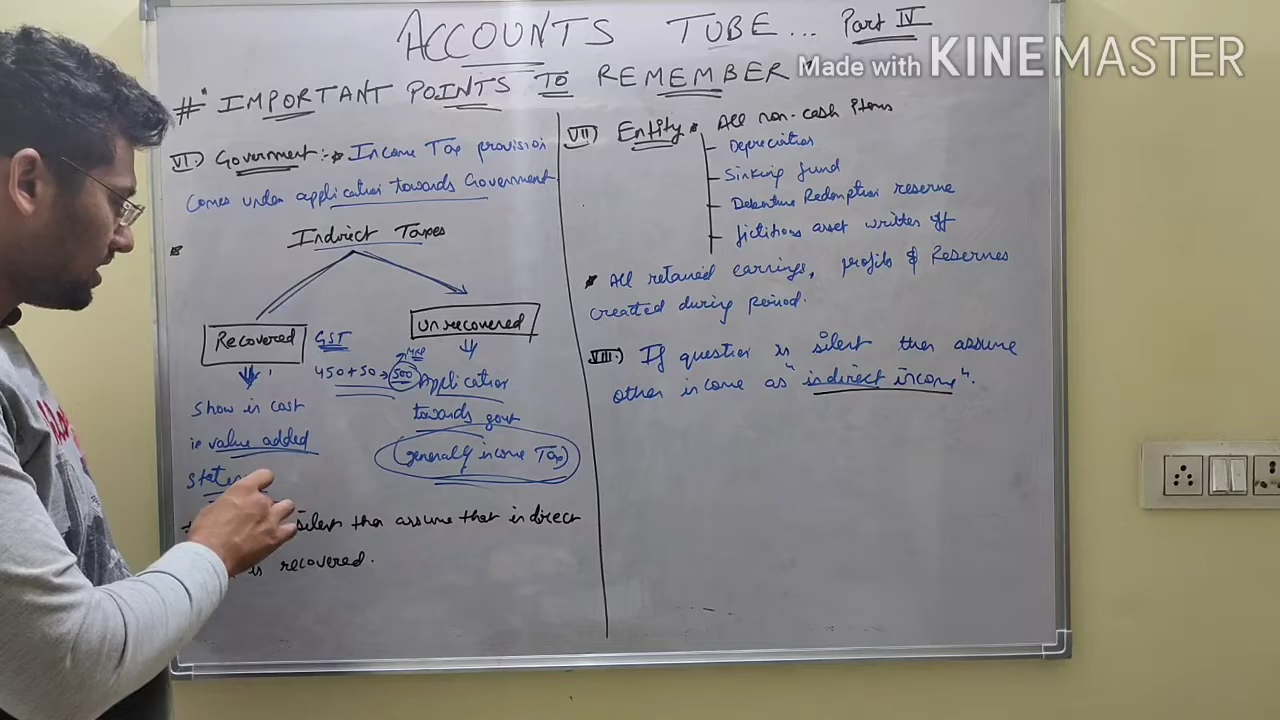 ACCOUNTS TUBE... Part IV
Made with KINEMASTER
# "IMPORTANT POINTS TO REMEMBER"
VI.) Government:- Income Tax provision
Comes under application towards Government
Indirect Taxes
Recovered
GST
450+50 → 500
MRP
Show in cost
in value added
Unrecovered
Application
towards govt
(generally income Tax)
silent then assume that indirect
is recovered.
VII) Entity All non-cash items
Depreciation
Sinking fund
Debenture Redemption reserve
fictitious asset written off
All retained earnings, profits & Reserves
created during period.
VIII.) If question is silent then assume
other income as "indirect income".